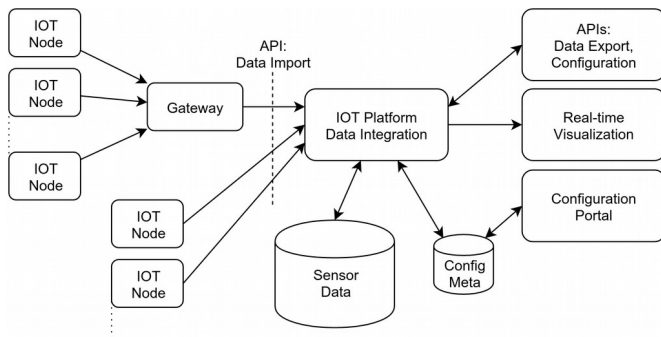 IOT
Node
IOT
Node
IOT
Node
Gateway
API:
Data Import
IOT
Node
IOT
Node
IOT Platform
Data Integration
Sensor
Data
Config
Meta
APIs:
Data Export,
Configuration
Real-time
Visualization
Configuration
Portal